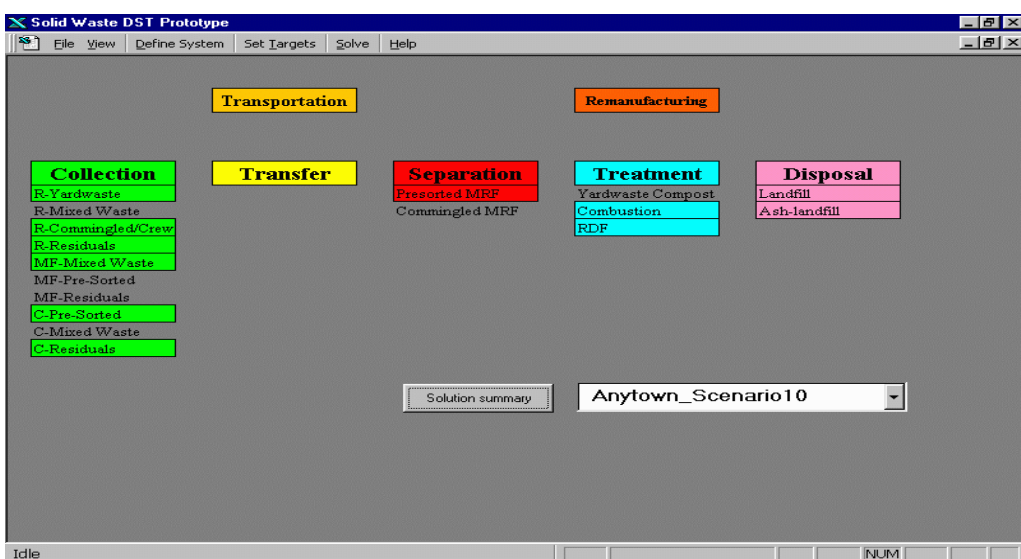 Solid Waste DST Prototype
File View Define System Set Targets Solve Help
Transportation
Remanufacturing
Collection
R-Yardwaste
R-Mixed Waste
R-Commingled/Crew
R-Residuals
MF-Mixed Waste
MF-Pre-Sorted
MF-Residuals
C-Pre-Sorted
C-Mixed Waste
C-Residuals
Transfer
Separation
Presorted MRF
Commingled MRF
Treatment
Yardwaste Compost
Combustion
RDF
Disposal
Landfill
Ash-landfill
Solution summary
Anytown_Scenario10
Idle
NUM